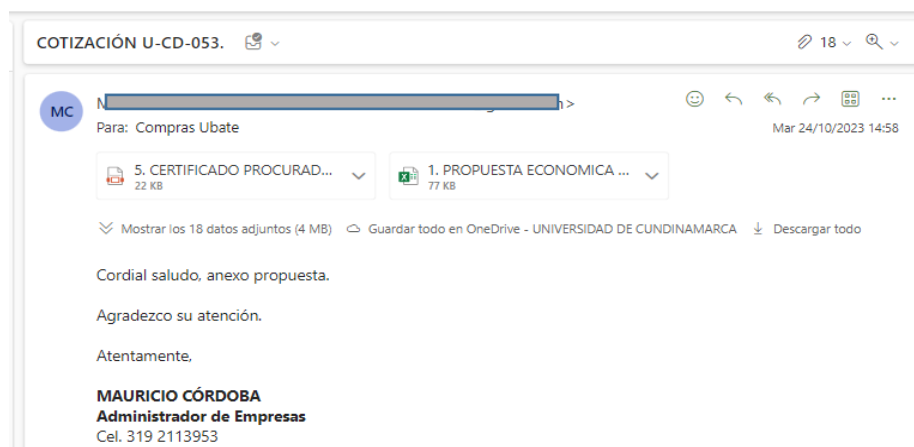 COTIZACIÓN U-CD-053.
18
MC
Para: Compras Ubate
Mar 24/10/2023 14:58
5. CERTIFICADO PROCURAD...
22 KB
1. PROPUESTA ECONOMICA ...
77 KB
Mostrar los 18 datos adjuntos (4 MB) Guardar todo en OneDrive - UNIVERSIDAD DE CUNDINAMARCA Descargar todo
Cordial saludo, anexo propuesta.
Agradezco su atención.
Atentamente,
MAURICIO CÓRDOBA
Administrador de Empresas
Cel. 319 2113953